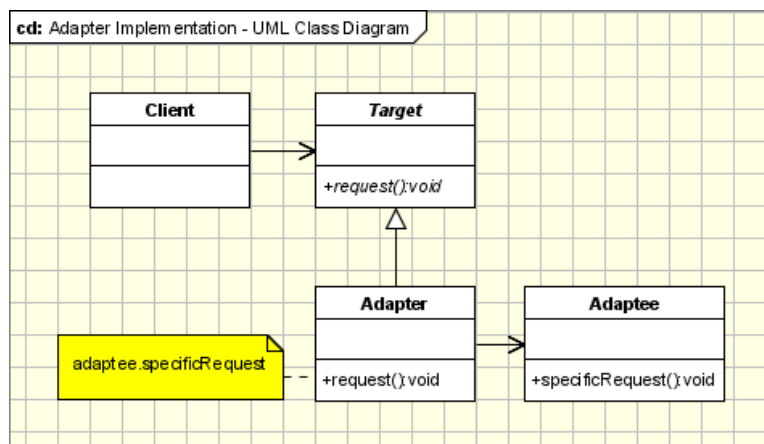 cd: Adapter Implementation - UML Class Diagram
Client
Target
+request():void
Adapter
Adaptee
adaptee.specificRequest
+request():void
+specificRequest():void